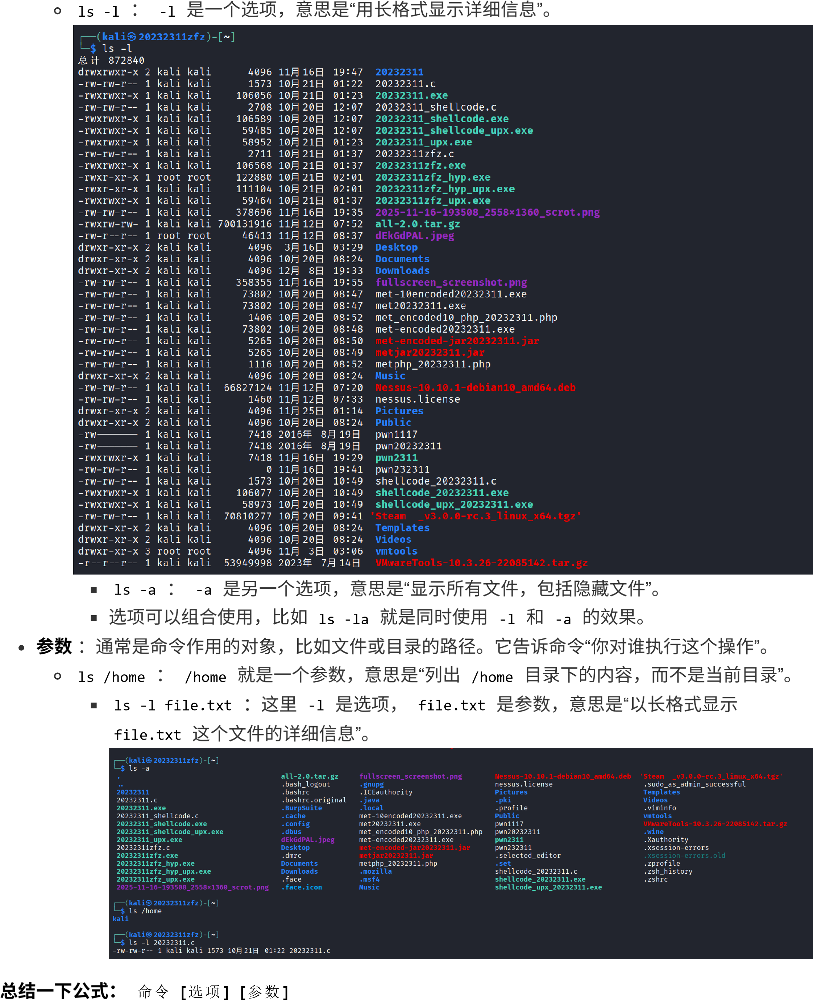 ls -l ： -l 是一个选项，意思是“用长格式显示详细信息”。
┌──(kali㉿20232311zfz)-[~]
└─$ ls -l
总计 872840
drwxrwxr-x 2 kali kali 4096 11月16日 19:47 20232311
-rw-rw-r-- 1 kali kali 1573 10月21日 01:22 20232311.c
-rwxrwxr-x 1 kali kali 106056 10月21日 01:23 20232311.exe
-rw-rw-r-- 1 kali kali 2708 10月20日 12:07 20232311_shellcode.c
-rwxrwxr-x 1 kali kali 106589 10月20日 12:07 20232311_shellcode.exe
-rwxrwxr-x 1 kali kali 59485 10月20日 12:07 20232311_shellcode_upx.exe
-rwxrwxr-x 1 kali kali 58952 10月21日 01:23 20232311_upx.exe
-rw-rw-r-- 1 kali kali 2711 10月21日 01:37 20232311zfz.c
-rwxrwxr-x 1 kali kali 106568 10月21日 01:37 20232311zfz.exe
-rwxr-xr-x 1 root root 122880 10月21日 02:01 20232311zfz_hyp.exe
-rwxr-xr-x 1 kali kali 111104 10月21日 02:01 20232311zfz_hyp_upx.exe
-rwxrwxr-x 1 kali kali 59464 10月21日 01:37 20232311zfz_upx.exe
-rw-rw-r-- 1 kali kali 378696 11月16日 19:35 2025-11-16-193508_2558×1360_scrot.png
-rwxrw-rw- 1 kali kali 700131916 11月12日 07:52 all-2.0.tar.gz
-rw-r--r-- 1 root root 46413 11月12日 08:37 dEkGdPAL.jpeg
drwxr-xr-x 2 kali kali 4096 3月16日 03:29 Desktop
drwxr-xr-x 2 kali kali 4096 10月20日 08:24 Documents
drwxr-xr-x 2 kali kali 4096 12月 8日 19:33 Downloads
-rw-rw-r-- 1 kali kali 358355 11月16日 19:55 fullscreen_screenshot.png
-rw-rw-r-- 1 kali kali 73802 10月20日 08:47 met-10encoded20232311.exe
-rw-rw-r-- 1 kali kali 73802 10月20日 08:47 met20232311.exe
-rw-rw-r-- 1 kali kali 1406 10月20日 08:52 met_encoded10_php_20232311.php
-rw-rw-r-- 1 kali kali 73802 10月20日 08:48 met-encoded20232311.exe
-rw-rw-r-- 1 kali kali 5265 10月20日 08:50 met-encoded-jar20232311.jar
-rw-rw-r-- 1 kali kali 5265 10月20日 08:49 metjar20232311.jar
-rw-rw-r-- 1 kali kali 1116 10月20日 08:52 metphp_20232311.php
drwxr-xr-x 2 kali kali 4096 10月20日 08:24 Music
-rw-rw-r-- 1 kali kali 66827124 11月12日 07:20 Nessus-10.10.1-debian10_amd64.deb
-rw-rw-r-- 1 kali kali 1460 11月12日 07:33 nessus.license
drwxr-xr-x 2 kali kali 4096 11月25日 01:14 Pictures
drwxr-xr-x 2 kali kali 4096 10月20日 08:24 Public
-rw------- 1 kali kali 7418 2016年 8月19日 pwn1117
-rw------- 1 kali kali 7418 2016年 8月19日 pwn20232311
-rwxrwxr-x 1 kali kali 7418 11月16日 19:29 pwn2311
-rw-rw-r-- 1 kali kali 0 11月16日 19:41 pwn232311
-rw-rw-r-- 1 kali kali 1573 10月20日 10:49 shellcode_20232311.c
-rwxrwxr-x 1 kali kali 106077 10月20日 10:49 shellcode_20232311.exe
-rwxrwxr-x 1 kali kali 58973 10月20日 10:49 shellcode_upx_20232311.exe
-rw-rw-r-- 1 kali kali 70810277 10月20日 09:41 'Steam  _v3.0.0-rc.3_linux_x64.tgz'
drwxr-xr-x 2 kali kali 4096 10月20日 08:24 Templates
drwxr-xr-x 2 kali kali 4096 10月20日 08:24 Videos
drwxr-xr-x 3 root root 4096 11月 3日 03:06 vmtools
-r--r--r-- 1 kali kali 53949998 2023年 7月14日 VMwareTools-10.3.26-22085142.tar.gz
ls -a ： -a 是另一个选项，意思是“显示所有文件，包括隐藏文件”。
选项可以组合使用，比如 ls -la 就是同时使用 -l 和 -a 的效果。
参数 ：通常是命令作用的对象，比如文件或目录的路径。它告诉命令“你对谁执行这个操作”。
ls /home ： /home 就是一个参数，意思是“列出 /home 目录下的内容，而不是当前目录”。
ls -l file.txt ：这里 -l 是选项， file.txt 是参数，意思是“以长格式显示
file.txt 这个文件的详细信息”。
┌──(kali㉿20232311zfz)-[~]
└─$ ls -a
. all-2.0.tar.gz fullscreen_screenshot.png Nessus-10.10.1-debian10_amd64.deb 'Steam  _v3.0.0-rc.3_linux_x64.tgz'
.. .bash_logout .gnupg nessus.license .sudo_as_admin_successful
20232311 .bashrc .ICEauthority Pictures Templates
20232311.c .bashrc.original .java .pki Videos
20232311.exe .BurpSuite .local .profile .viminfo
20232311_shellcode.c .cache met-10encoded20232311.exe Public vmtools
20232311_shellcode.exe .config met20232311.exe pwn1117 VMwareTools-10.3.26-22085142.tar.gz
20232311_shellcode_upx.exe .dbus met_encoded10_php_20232311.php pwn20232311 .wine
20232311_upx.exe dEkGdPAL.jpeg met-encoded20232311.exe pwn2311 .Xauthority
20232311zfz.c Desktop met-encoded-jar20232311.jar pwn232311 .xsession-errors
20232311zfz.exe .dmrc metjar20232311.jar .selected_editor .xsession-errors.old
20232311zfz_hyp.exe Documents metphp_20232311.php .set .zprofile
20232311zfz_hyp_upx.exe Downloads .mozilla shellcode_20232311.c .zsh_history
20232311zfz_upx.exe .face .msf4 shellcode_20232311.exe .zshrc
2025-11-16-193508_2558×1360_scrot.png .face.icon Music shellcode_upx_20232311.exe
┌──(kali㉿20232311zfz)-[~]
└─$ ls /home
kali
┌──(kali㉿20232311zfz)-[~]
└─$ ls -l 20232311.c
-rw-rw-r-- 1 kali kali 1573 10月21日 01:22 20232311.c
总结一下公式： 命令 [选项] [参数]